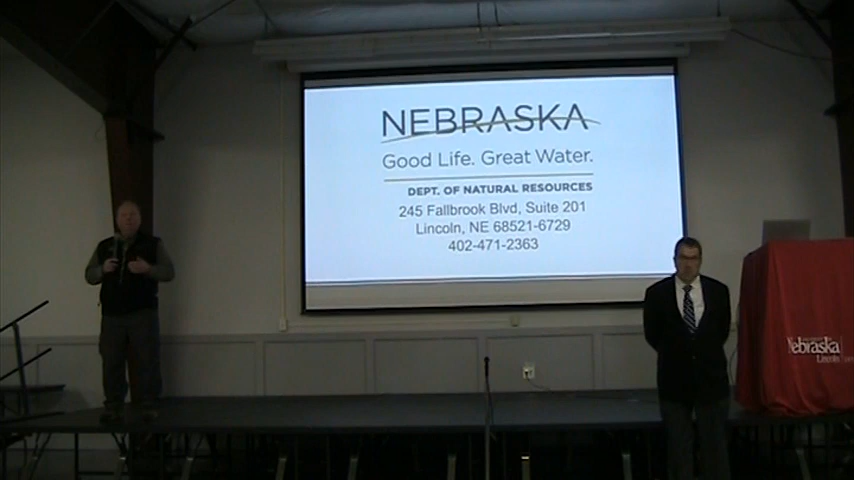 NEBRASKA
Good Life. Great Water.
DEPT. OF NATURAL RESOURCES
245 Fallbrook Blvd, Suite 201
Lincoln, NE 68521-6729
402-471-2363
Nebraska
Lincoln